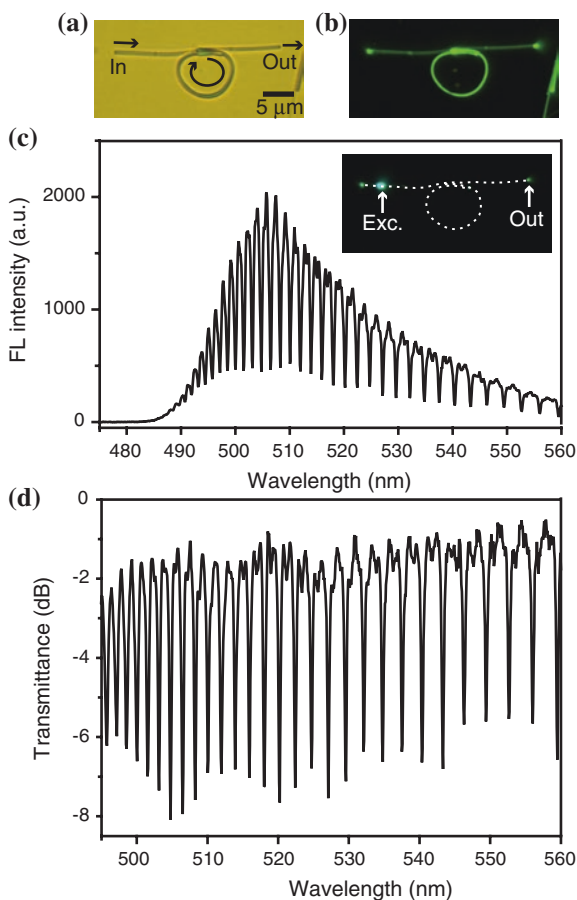 (a)
(b)
In
Out
5 μm
(c)
FL intensity (a.u.)
2000
1000
0
Exc.
Out
480 490 500 510 520 530 540 550 560
Wavelength (nm)
(d)
Transmittance (dB)
0
-2
-4
-6
-8
500 510 520 530 540 550 560
Wavelength (nm)